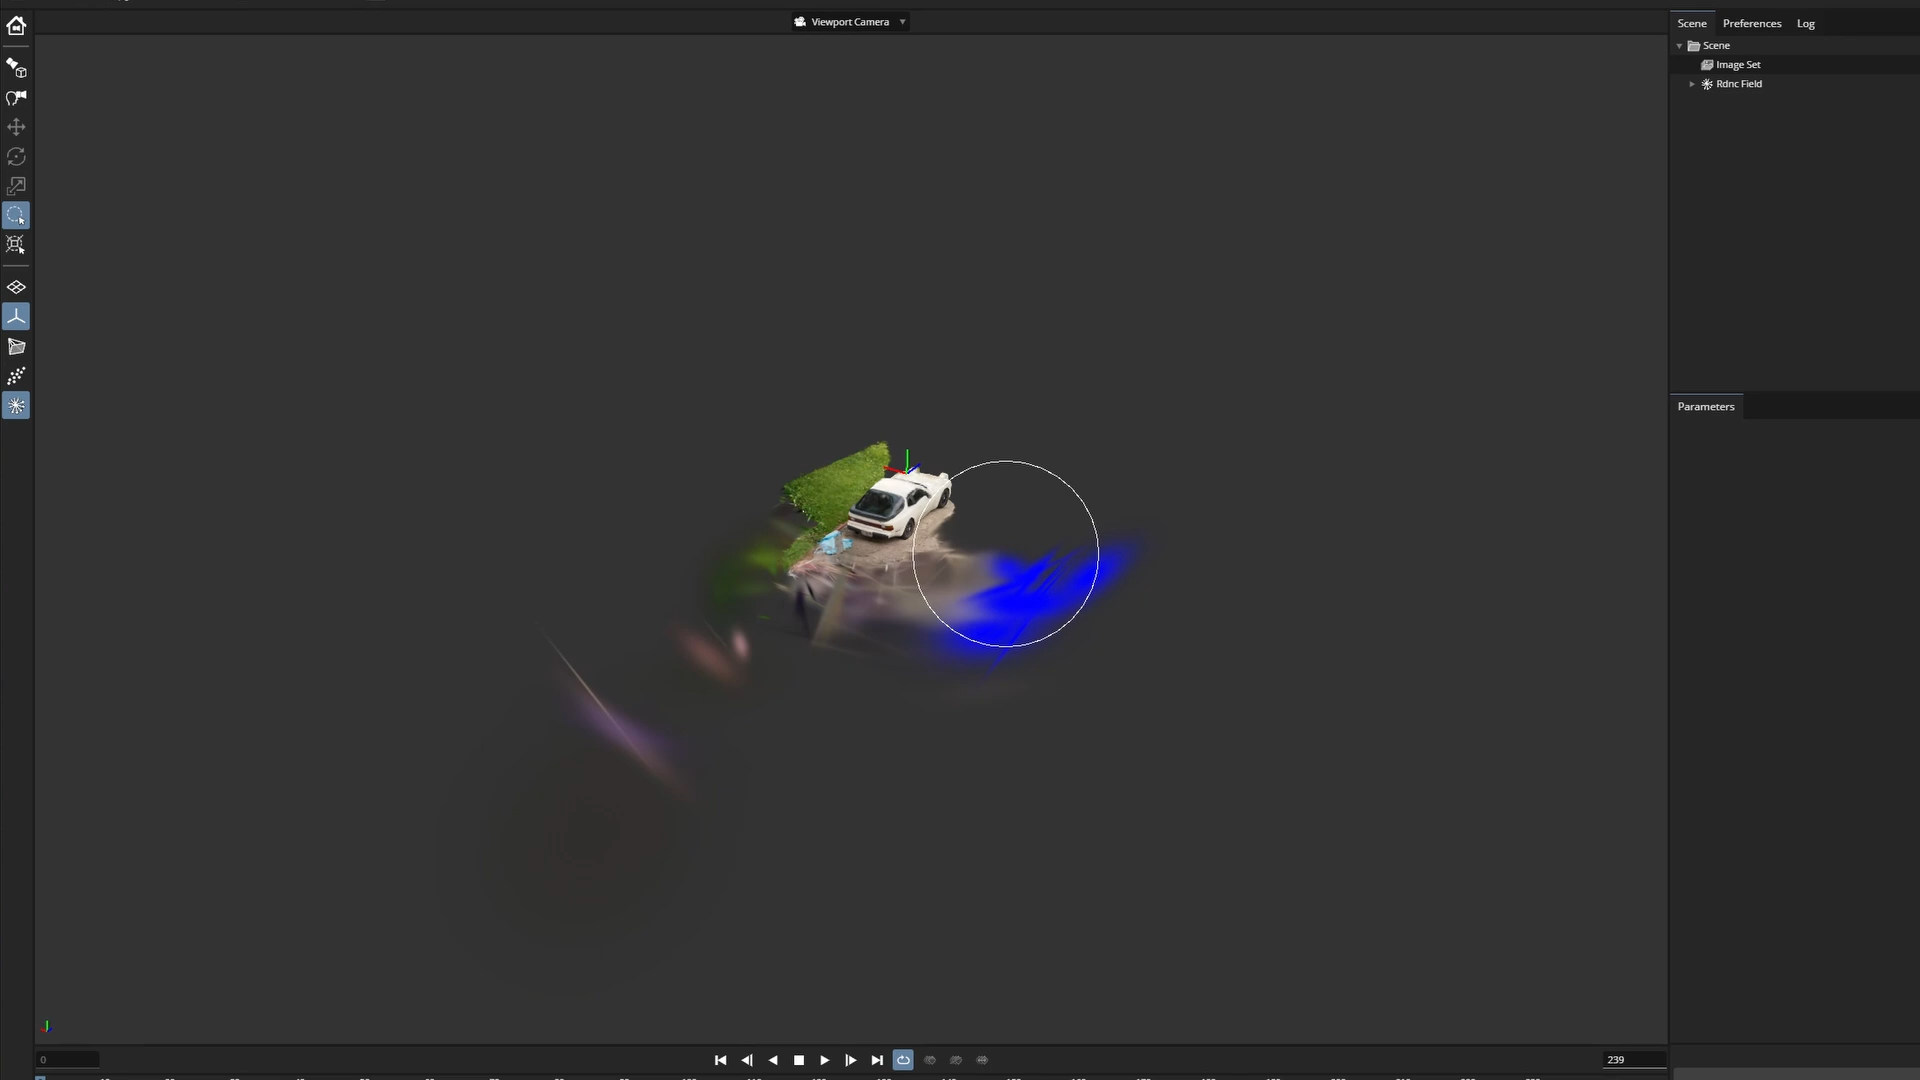 Viewport Camera
Scene Preferences Log
Scene
Image Set
Rdnc Field
Parameters
0
239